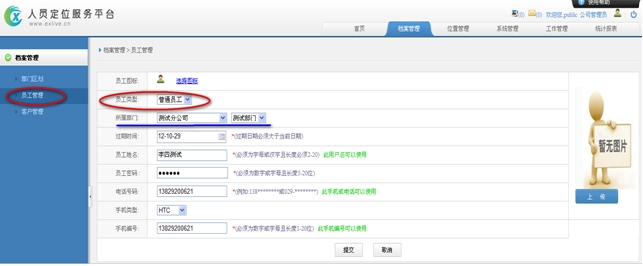 人员定位服务平台
www.exlive.cn
使用帮助
欢迎您,public 公司管理员
首页 档案管理 位置管理 系统管理 工作管理 统计报表
档案管理
部门区划
员工管理
客户管理
档案管理 > 员工管理
员工图标: 选择图标
员工类型: 普通员工
所属部门: 测试分公司 测试部门
过期时间: 12-10-29 *(过期日期必须大于当前日期)
员工姓名: 李四测试 *(必须为字母或汉字且长度必须2-20) 此用户名可以使用
员工密码: ●●●●●● *(必须为数字或字母且长度3-20位)
电话号码: 13829200621 *(例如:138********或029-********) 此手机或电话可以使用
手机类型: HTC
手机编号: 13829200621 *(必须为数字或字母且长度1-20位) 此手机编号可以使用
提交 取消
暂无图片
上 传